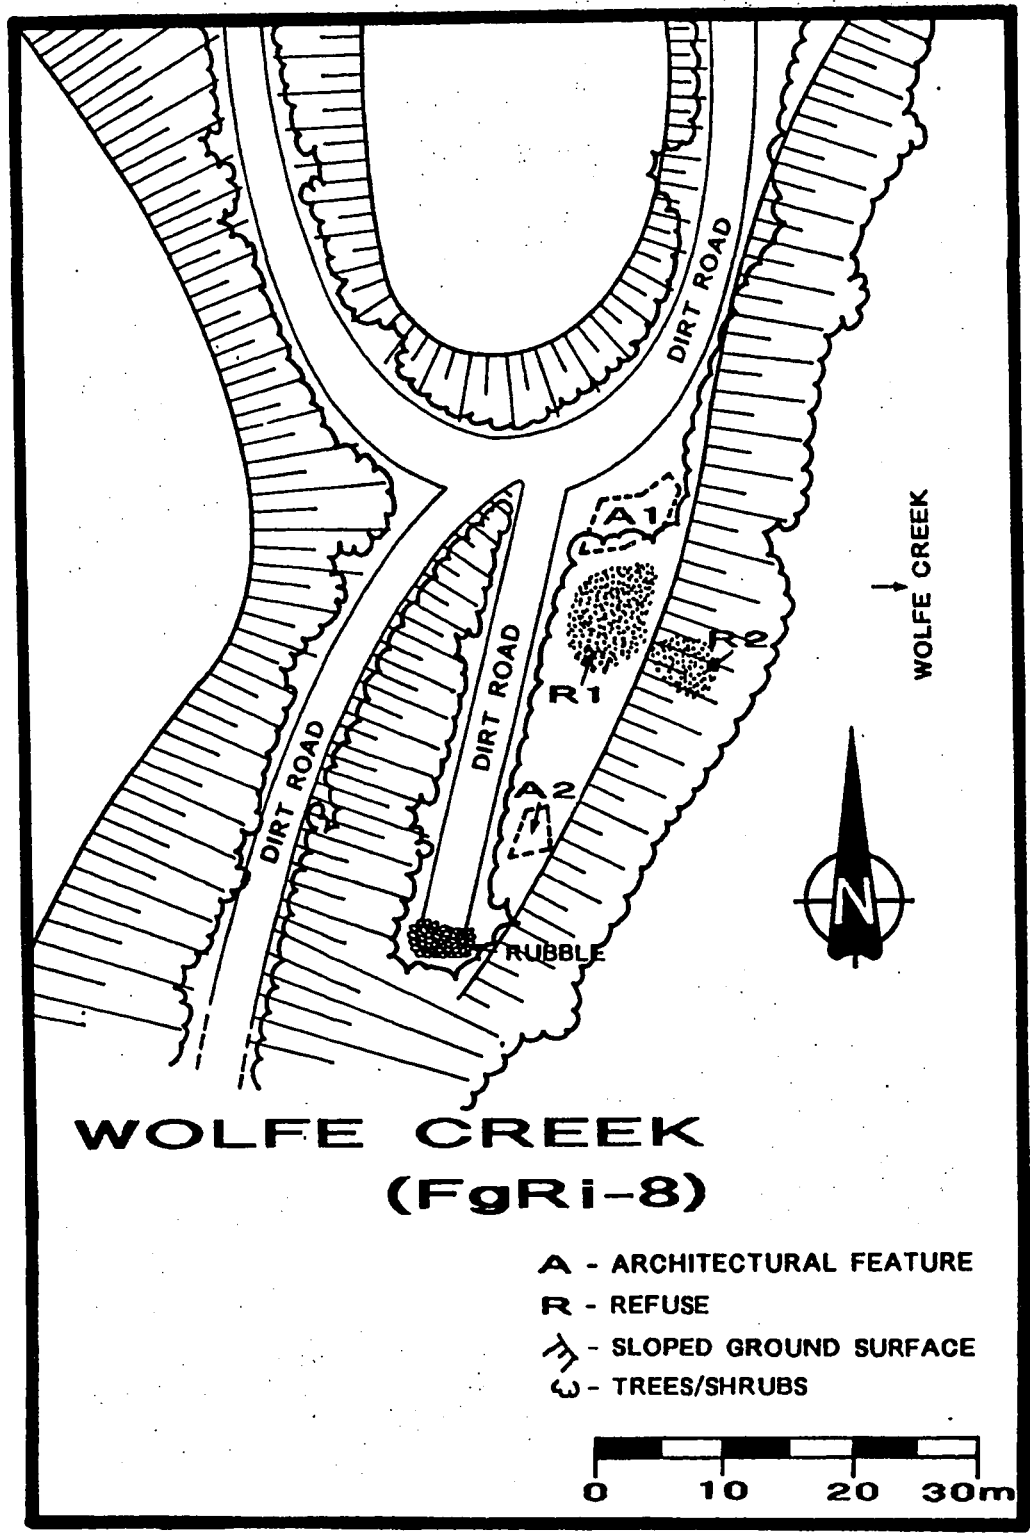 DIRT ROAD
A1
WOLFE CREEK
R2
R1
DIRT ROAD
DIRT ROAD
A2
N
RUBBLE
WOLFE CREEK
(FgRi-8)
A - ARCHITECTURAL FEATURE
R - REFUSE
- SLOPED GROUND SURFACE
- TREES/SHRUBS
0 10 20 30m